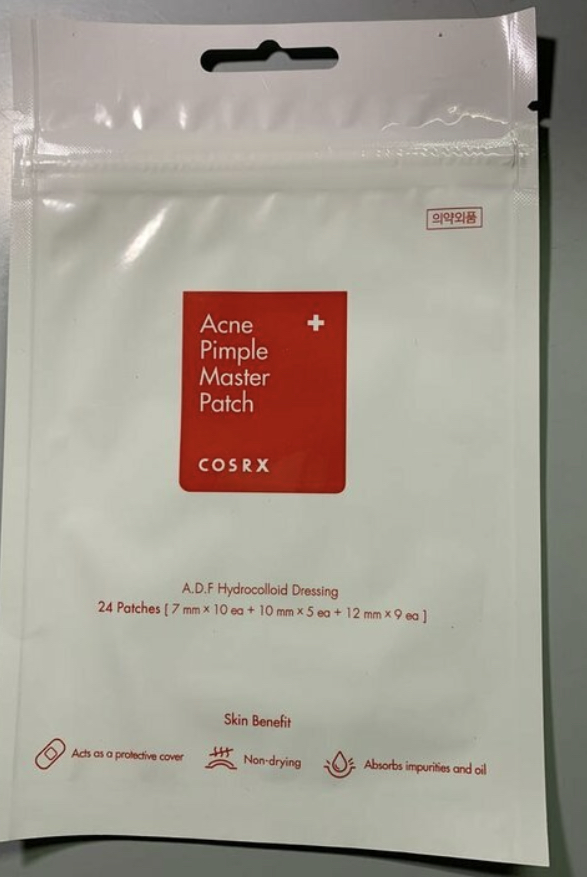 의약외품
Acne
Pimple
Master
Patch
COSRX
A.D.F Hydrocolloid Dressing
24 Patches [ 7 mm × 10 ea + 10 mm × 5 ea + 12 mm × 9 ea ]
Skin Benefit
Acts as a protective cover
Non-drying
Absorbs impurities and oil